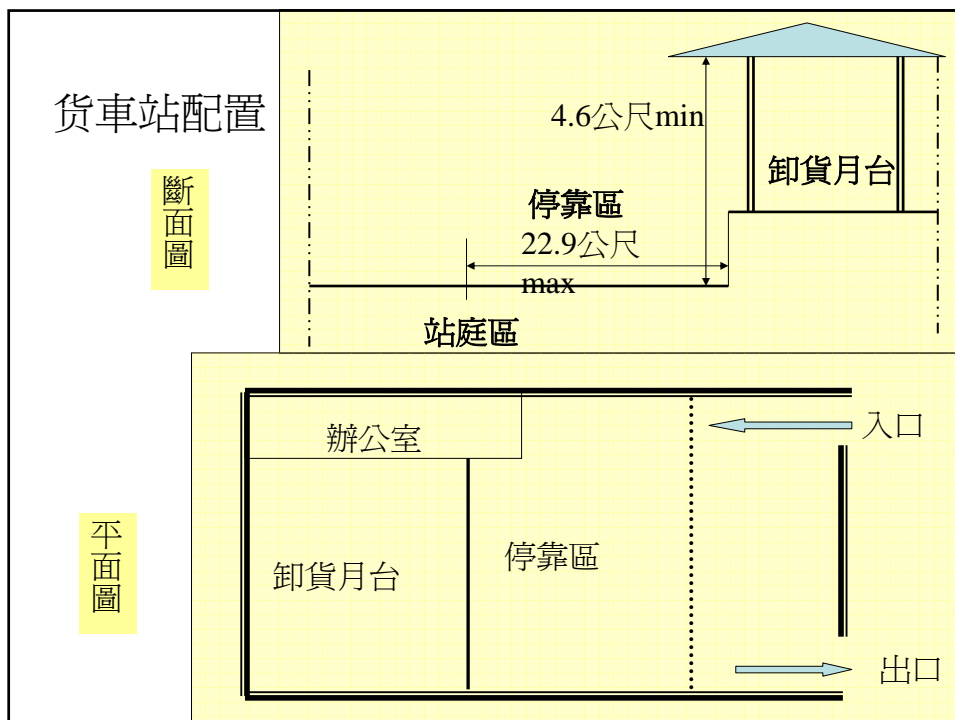 货車站配置
斷面圖
4.6公尺min
卸貨月台
停靠區
22.9公尺
max
站庭區
平面圖
辦公室
入口
卸貨月台
停靠區
出口